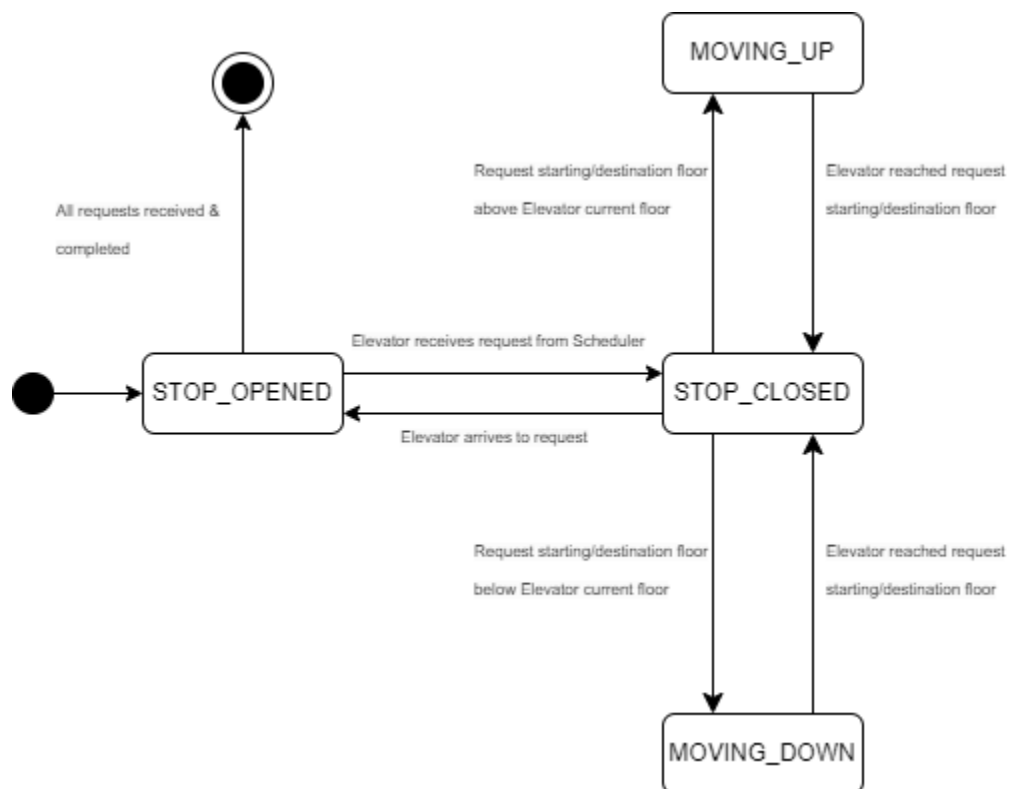 MOVING_UP
Request starting/destination floor
above Elevator current floor
Elevator reached request
starting/destination floor
All requests received &
completed
Elevator receives request from Scheduler
STOP_OPENED
STOP_CLOSED
Elevator arrives to request
Request starting/destination floor
below Elevator current floor
Elevator reached request
starting/destination floor
MOVING_DOWN